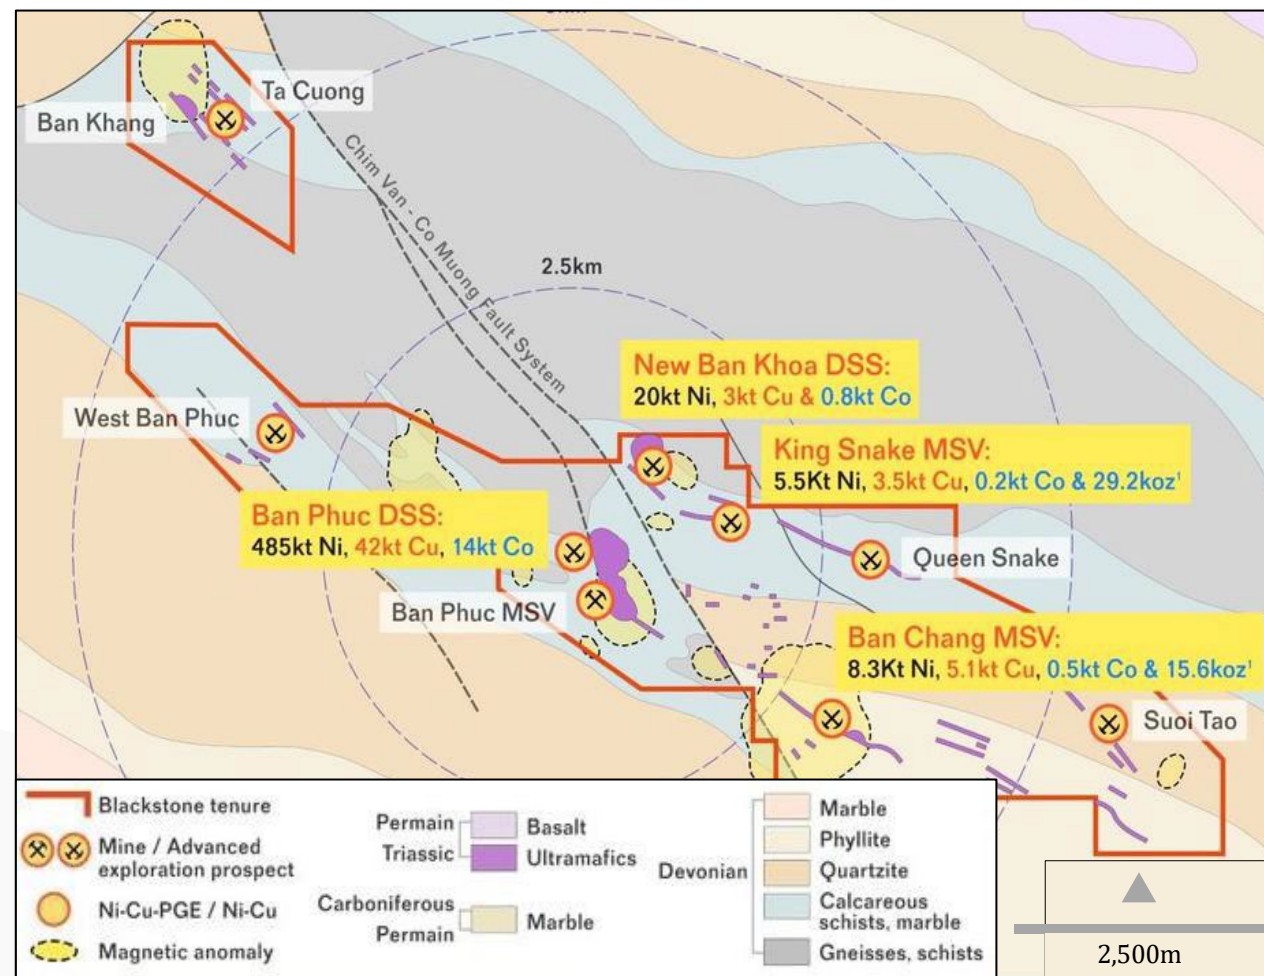 Ta Cuong
Ban Khang
Chim Van - Co Muong Fault System
2.5km
New Ban Khoa DSS:
20kt Ni, 3kt Cu & 0.8kt Co
West Ban Phuc
King Snake MSV:
5.5Kt Ni, 3.5kt Cu, 0.2kt Co & 29.2koz¹
Ban Phuc DSS:
485kt Ni, 42kt Cu, 14kt Co
Queen Snake
Ban Phuc MSV
Ban Chang MSV:
8.3Kt Ni, 5.1kt Cu, 0.5kt Co & 15.6koz¹
Suoi Tao
Blackstone tenure
Mine / Advanced
exploration prospect
Ni-Cu-PGE / Ni-Cu
Magnetic anomaly
Permain
Triassic
Basalt
Ultramafics
Carboniferous
Permain
Marble
Devonian
Marble
Phyllite
Quartzite
Calcareous
schists, marble
Gneisses, schists
2,500m